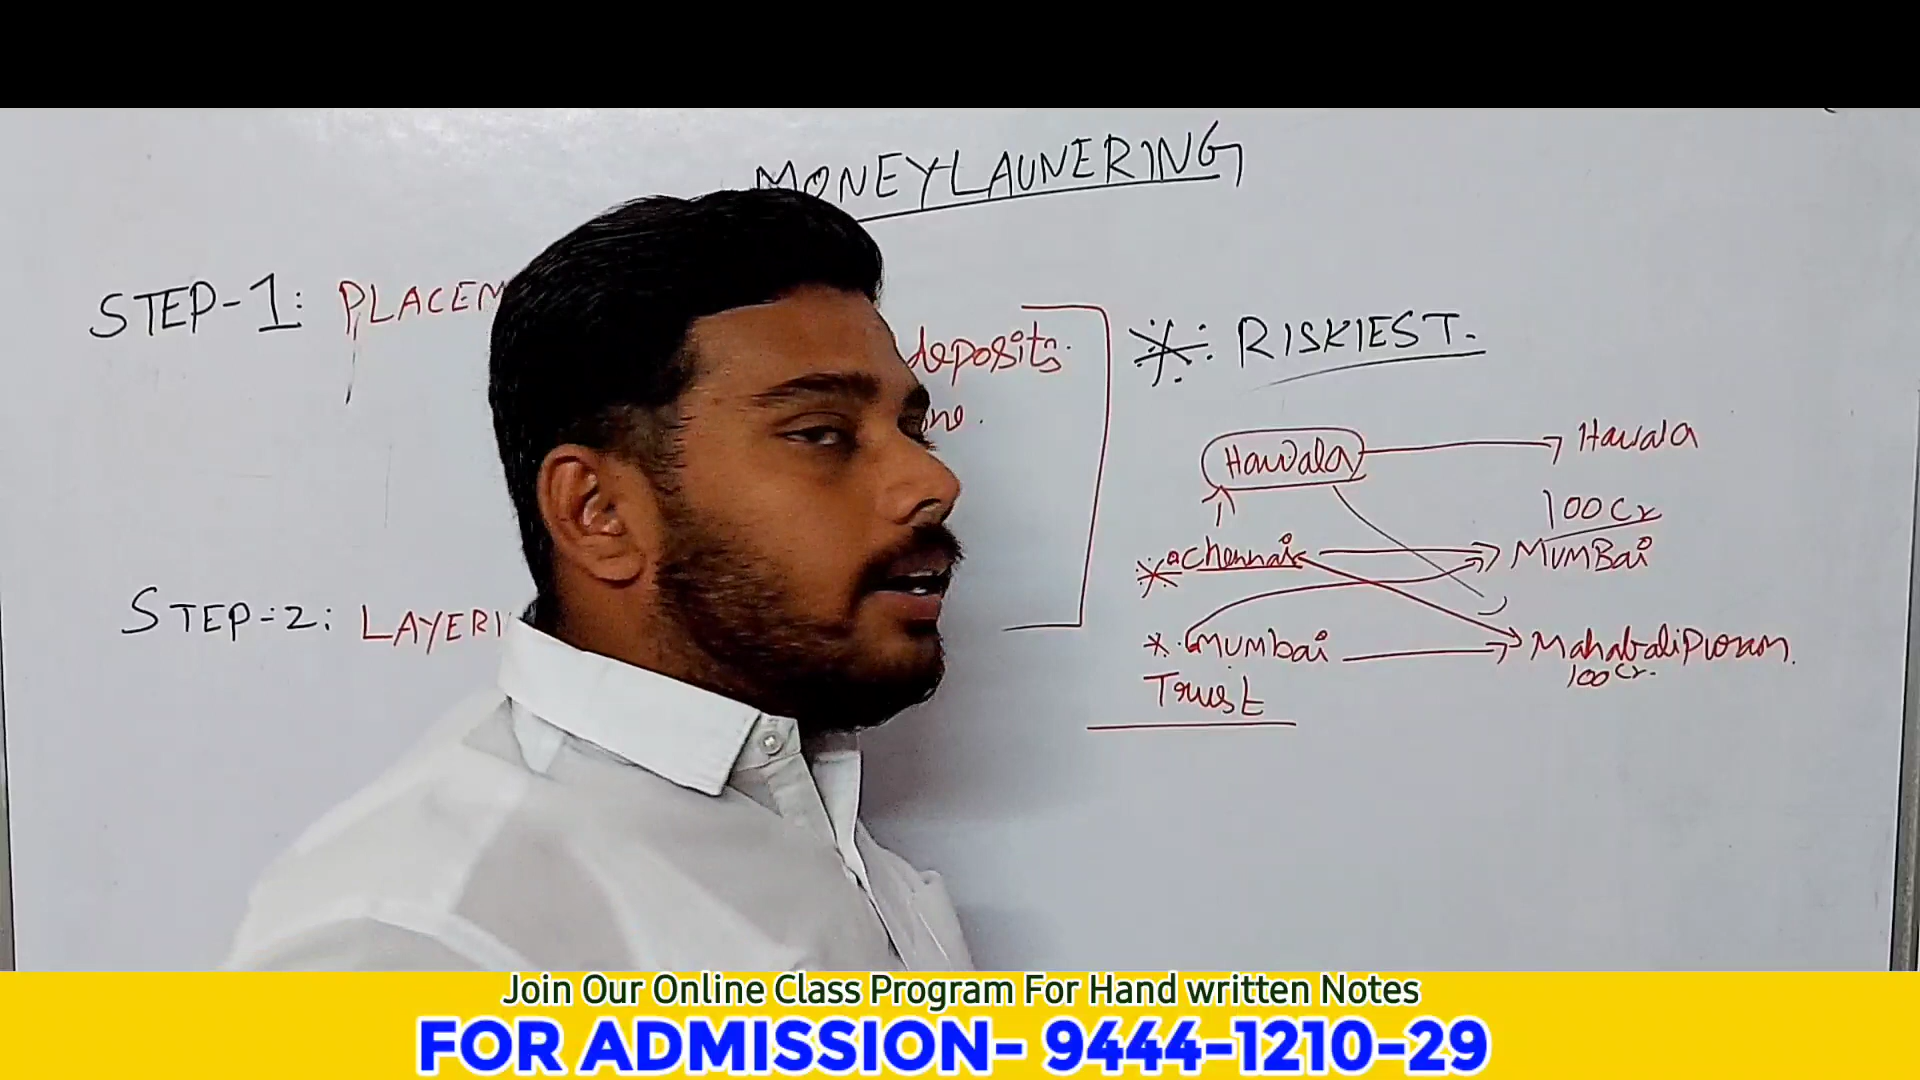 MONEYLAUNERING
STEP-1: PLACEM
deposits.
* RISKIEST.
Hawala → Hawala
100 Cr
*Chennai → MUMBai
*Mumbai → Mahabalipuram.
100 Cr.
Trust
STEP-2: LAYERI
Join Our Online Class Program For Hand written Notes
FOR ADMISSION- 9444-1210-29